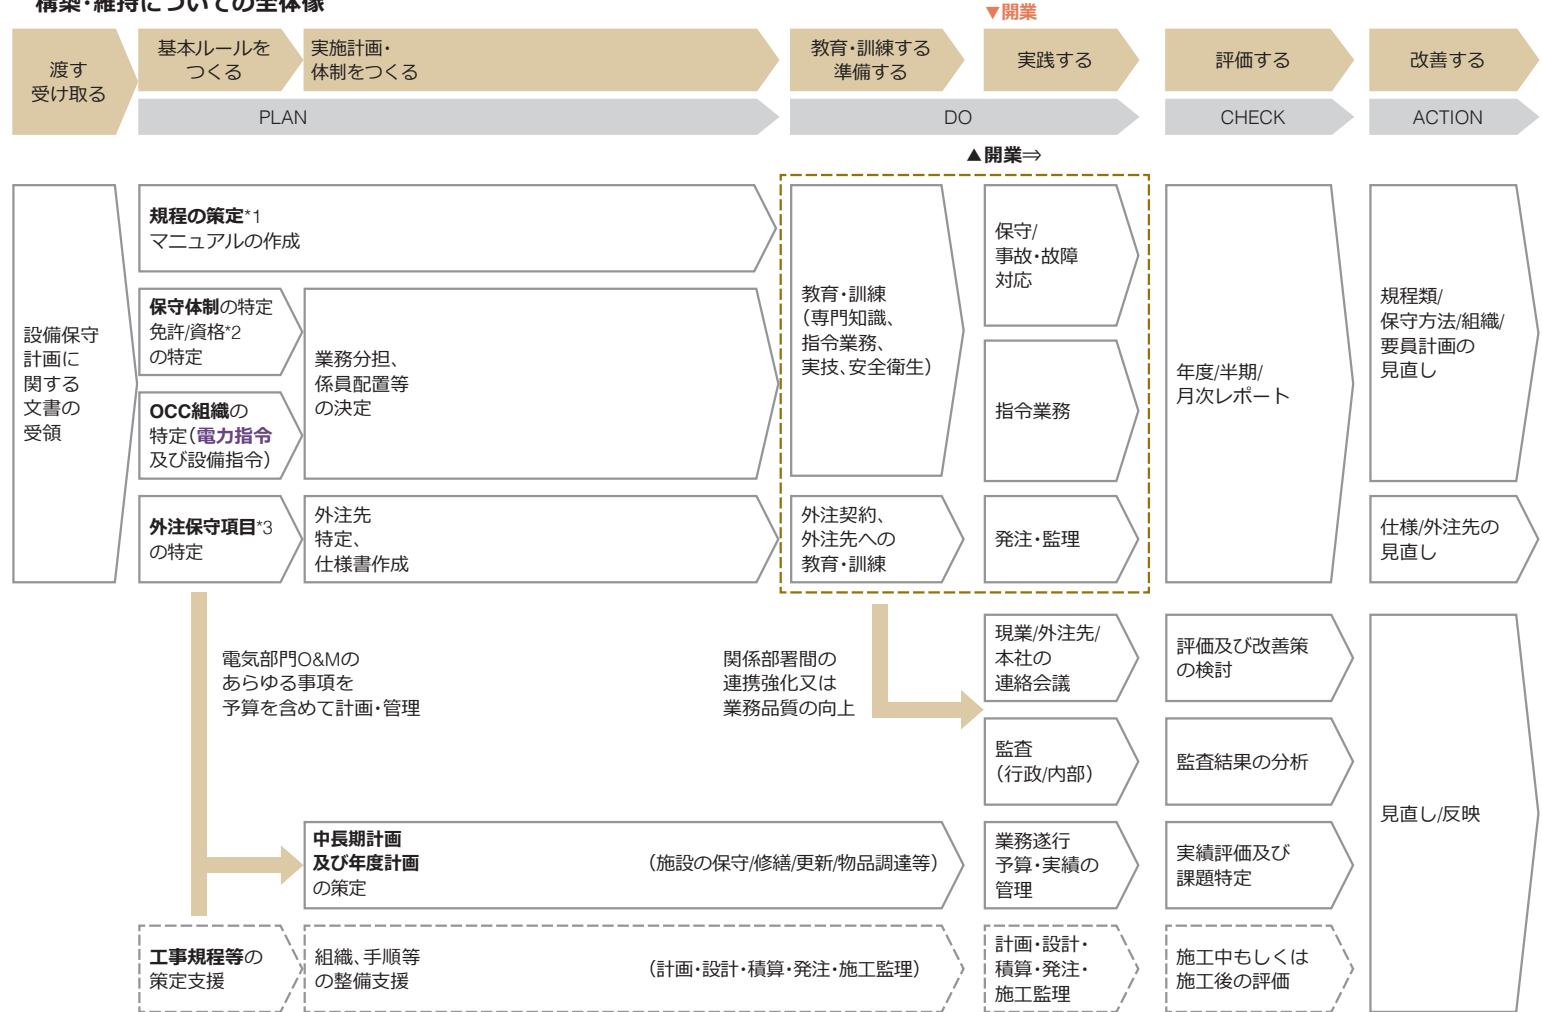 構築・維持についての全体像
▼開業
渡す
受け取る
基本ルールを
つくる
実施計画・
体制をつくる
教育・訓練する
準備する
実践する
評価する
改善する
PLAN
DO
CHECK
ACTION
▲開業⇒
設備保守
計画に
関する
文書の
受領
規程の策定*1
マニュアルの作成
保守体制の特定
免許/資格*2
の特定
OCC組織の
特定（電力指令
及び設備指令）
業務分担、
係員配置等
の決定
外注保守項目*3
の特定
外注先
特定、
仕様書作成
教育・訓練
（専門知識、
指令業務、
実技、安全衛生）
外注契約、
外注先への
教育・訓練
保守/
事故・故障
対応
指令業務
発注・監理
年度/半期/
月次レポート
規程類/
保守方法/組織/
要員計画の
見直し
仕様/外注先の
見直し
電気部門O&Mの
あらゆる事項を
予算を含めて計画・管理
関係部署間の
連携強化又は
業務品質の向上
現業/外注先/
本社の
連絡会議
評価及び改善策
の検討
監査
（行政/内部）
監査結果の分析
見直し/反映
中長期計画
及び年度計画
の策定
（施設の保守/修繕/更新/物品調達等）
業務遂行
予算・実績の
管理
実績評価及び
課題特定
工事規程等の
策定支援
組織、手順等
の整備支援
（計画・設計・積算・発注・施工監理）
計画・設計・
積算・発注・
施工監理
施工中もしくは
施工後の評価